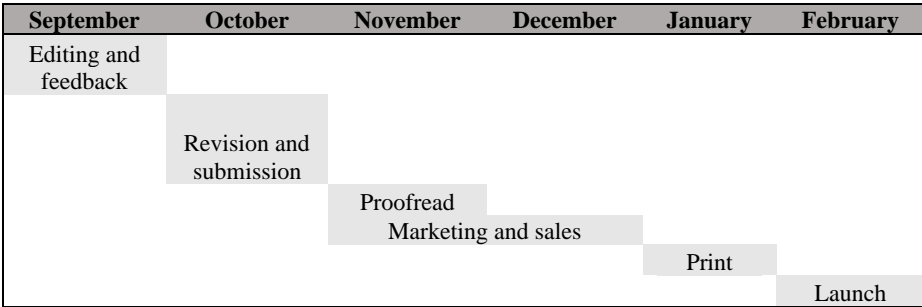 September October November December January February
Editing and
feedback
Revision and
submission
Proofread
Marketing and sales
Print
Launch